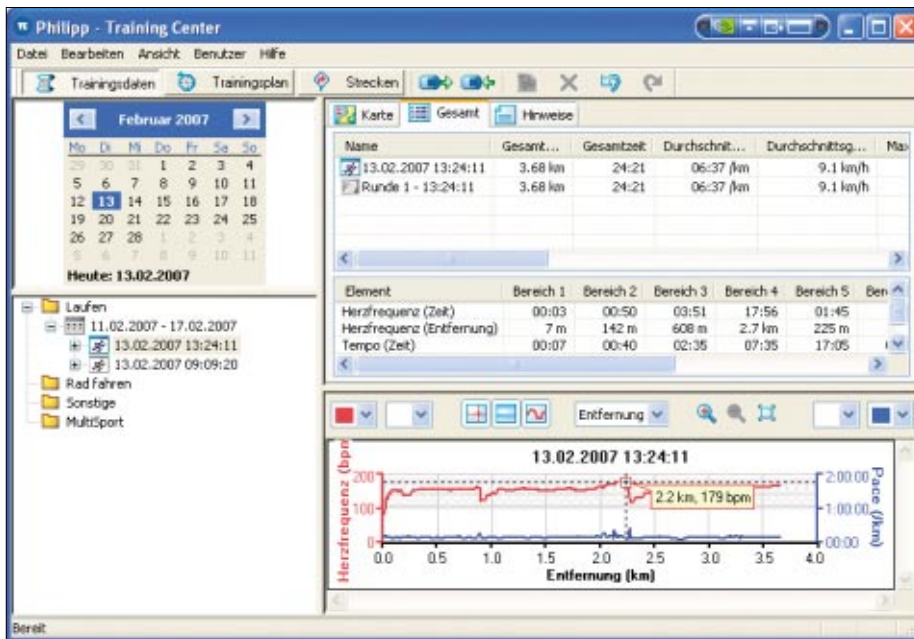 Philipp - Training Center
Datei Bearbeiten Ansicht Benutzer Hilfe
Trainingsdaten Trainingsplan Strecken
Februar 2007
Mo Di Mi Do Fr Sa So
29 30 31 1 2 3 4
5 6 7 8 9 10 11
12 13 14 15 16 17 18
19 20 21 22 23 24 25
26 27 28 1 2 3 4
5 6 7 8 9 10 11
Heute: 13.02.2007
Laufen
11.02.2007 - 17.02.2007
13.02.2007 13:24:11
13.02.2007 09:09:20
Rad fahren
Sonstige
MultiSport
Karte Gesamt Hinweise
Name Gesamt... Gesamtzeit Durchschnit... Durchschnittsg... Max
13.02.2007 13:24:11 3.68 km 24:21 06:37 /km 9.1 km/h
Runde 1 - 13:24:11 3.68 km 24:21 06:37 /km 9.1 km/h
Element Bereich 1 Bereich 2 Bereich 3 Bereich 4 Bereich 5 Ber
Herzfrequenz (Zeit) 00:03 00:50 03:51 17:56 01:45
Herzfrequenz (Entfernung) 7 m 142 m 608 m 2.7 km 225 m
Tempo (Zeit) 00:07 00:40 02:35 07:35 17:05
Entfernung
13.02.2007 13:24:11
Herzfrequenz (bpm
200
100
0
2.2 km, 179 bpm
2:00:00
1:00:00
00:00
Pace (/km)
0.0 0.5 1.0 1.5 2.0 2.5 3.0 3.5 4.0
Entfernung (km)
Bereit